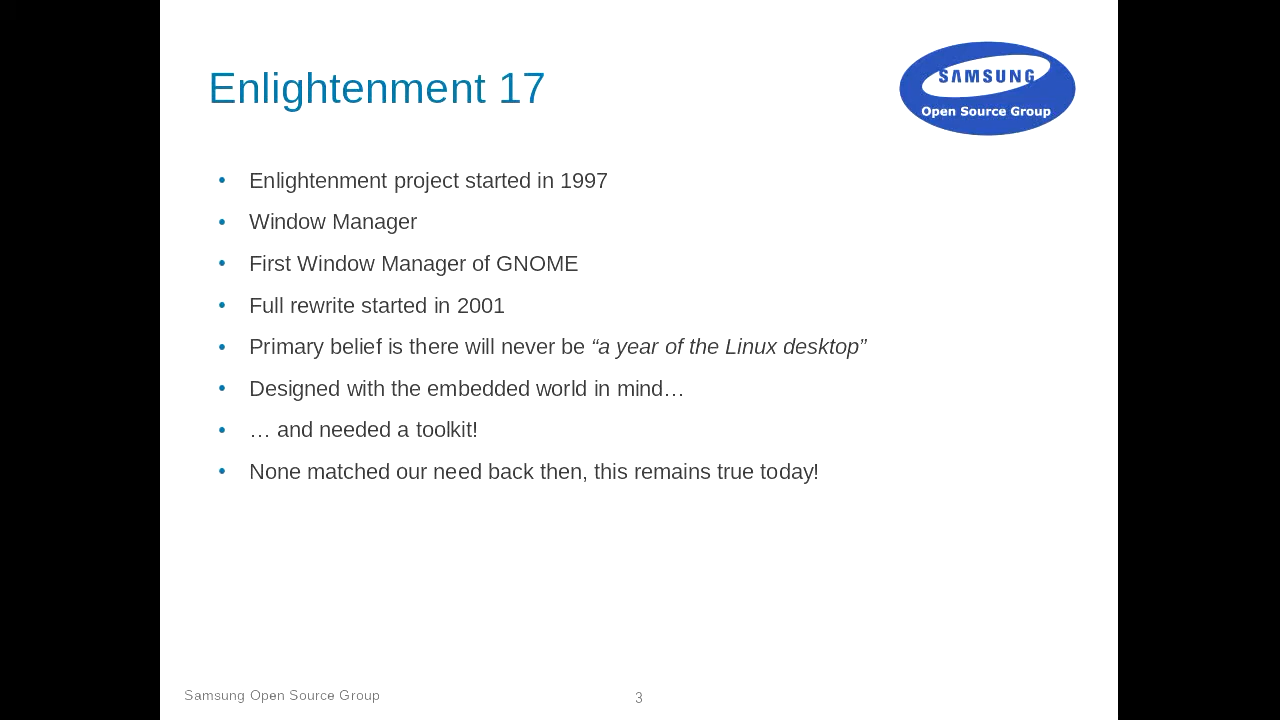 Enlightenment 17
SAMSUNG
Open Source Group
• Enlightenment project started in 1997
• Window Manager
• First Window Manager of GNOME
• Full rewrite started in 2001
• Primary belief is there will never be “a year of the Linux desktop”
• Designed with the embedded world in mind…
• … and needed a toolkit!
• None matched our need back then, this remains true today!
Samsung Open Source Group
3